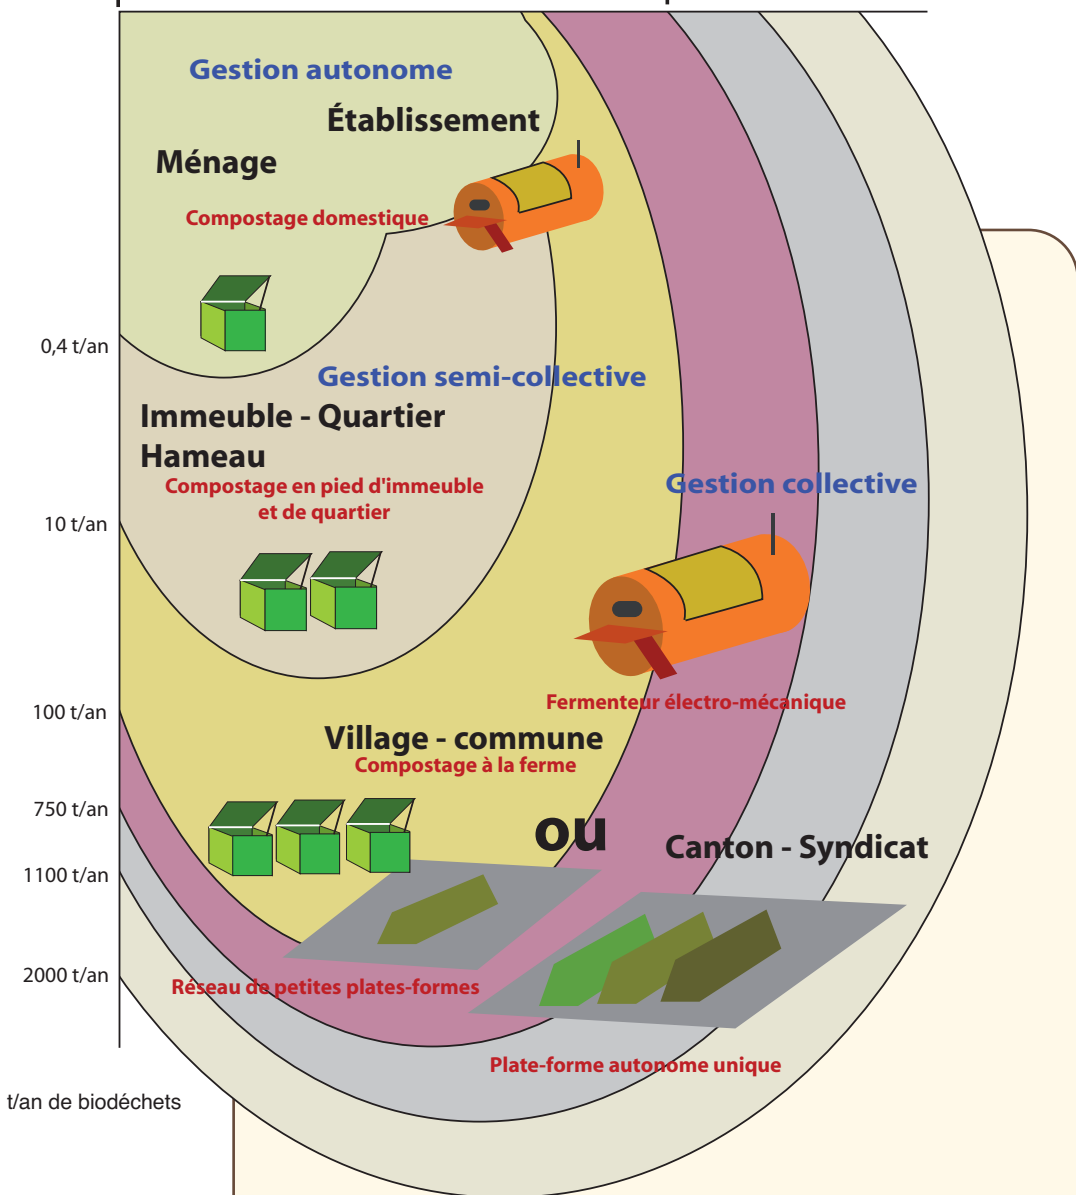 Gestion autonome
Établissement
Ménage
Compostage domestique
0,4 t/an
Gestion semi-collective
Immeuble - Quartier
Hameau
Compostage en pied d'immeuble
et de quartier
Gestion collective
10 t/an
Fermenteur électro-mécanique
100 t/an
Village - commune
Compostage à la ferme
750 t/an
ou
Canton - Syndicat
1100 t/an
2000 t/an
Réseau de petites plates-formes
Plate-forme autonome unique
t/an de biodéchets